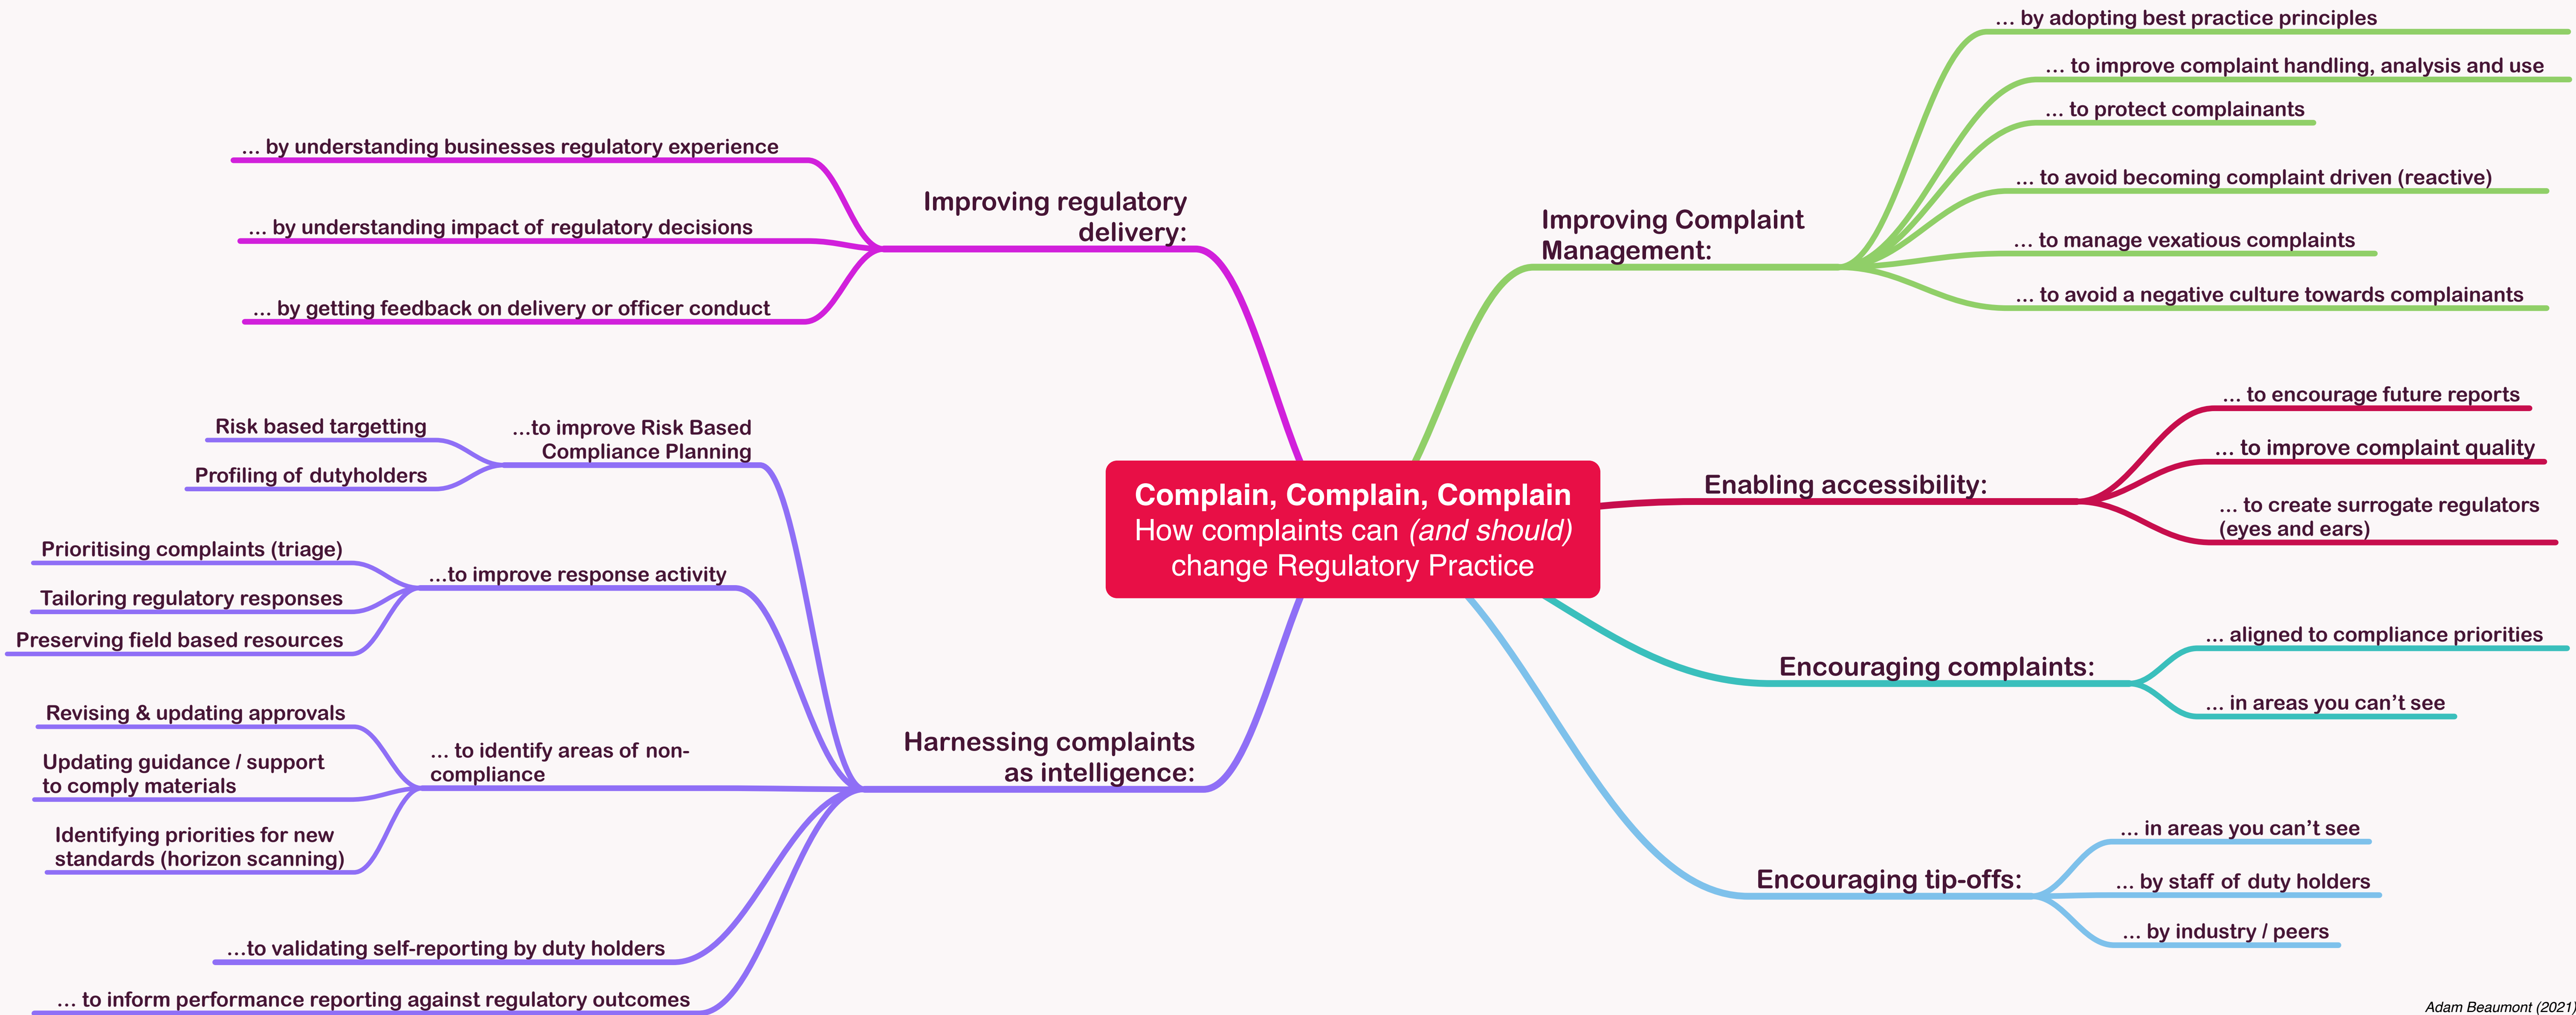 Complain, Complain, Complain
How complaints can (and should)
change Regulatory Practice
Improving Complaint
Management:
... by adopting best practice principles
... to improve complaint handling, analysis and use
... to protect complainants
... to avoid becoming complaint driven (reactive)
... to manage vexatious complaints
... to avoid a negative culture towards complainants
Enabling accessibility:
... to encourage future reports
... to improve complaint quality
... to create surrogate regulators
(eyes and ears)
Encouraging complaints:
... aligned to compliance priorities
... in areas you can’t see
Encouraging tip-offs:
... in areas you can’t see
... by staff of duty holders
... by industry / peers
Improving regulatory
delivery:
... by understanding businesses regulatory experience
... by understanding impact of regulatory decisions
... by getting feedback on delivery or officer conduct
Harnessing complaints
as intelligence:
...to improve Risk Based
Compliance Planning
Risk based targetting
Profiling of dutyholders
...to improve response activity
Prioritising complaints (triage)
Tailoring regulatory responses
Preserving field based resources
... to identify areas of non-
compliance
Revising & updating approvals
Updating guidance / support
to comply materials
Identifying priorities for new
standards (horizon scanning)
...to validating self-reporting by duty holders
... to inform performance reporting against regulatory outcomes
Adam Beaumont (2021)